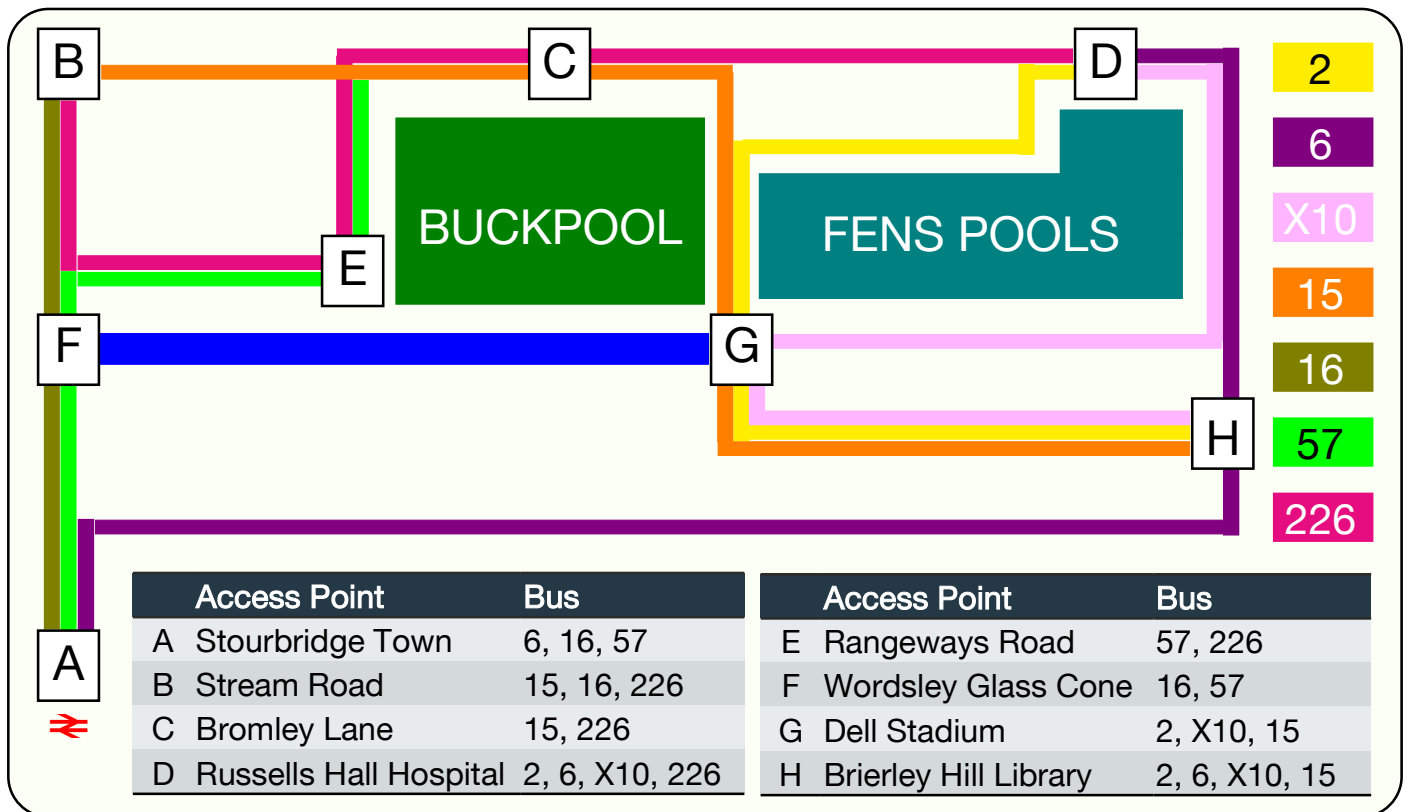 B
C
D
2
6
BUCKPOOL
FENS POOLS
X10
E
15
F
G
16
H
57
226
Access Point Bus
A Stourbridge Town 6, 16, 57
B Stream Road 15, 16, 226
C Bromley Lane 15, 226
D Russells Hall Hospital 2, 6, X10, 226
Access Point Bus
E Rangeways Road 57, 226
F Wordsley Glass Cone 16, 57
G Dell Stadium 2, X10, 15
H Brierley Hill Library 2, 6, X10, 15
A